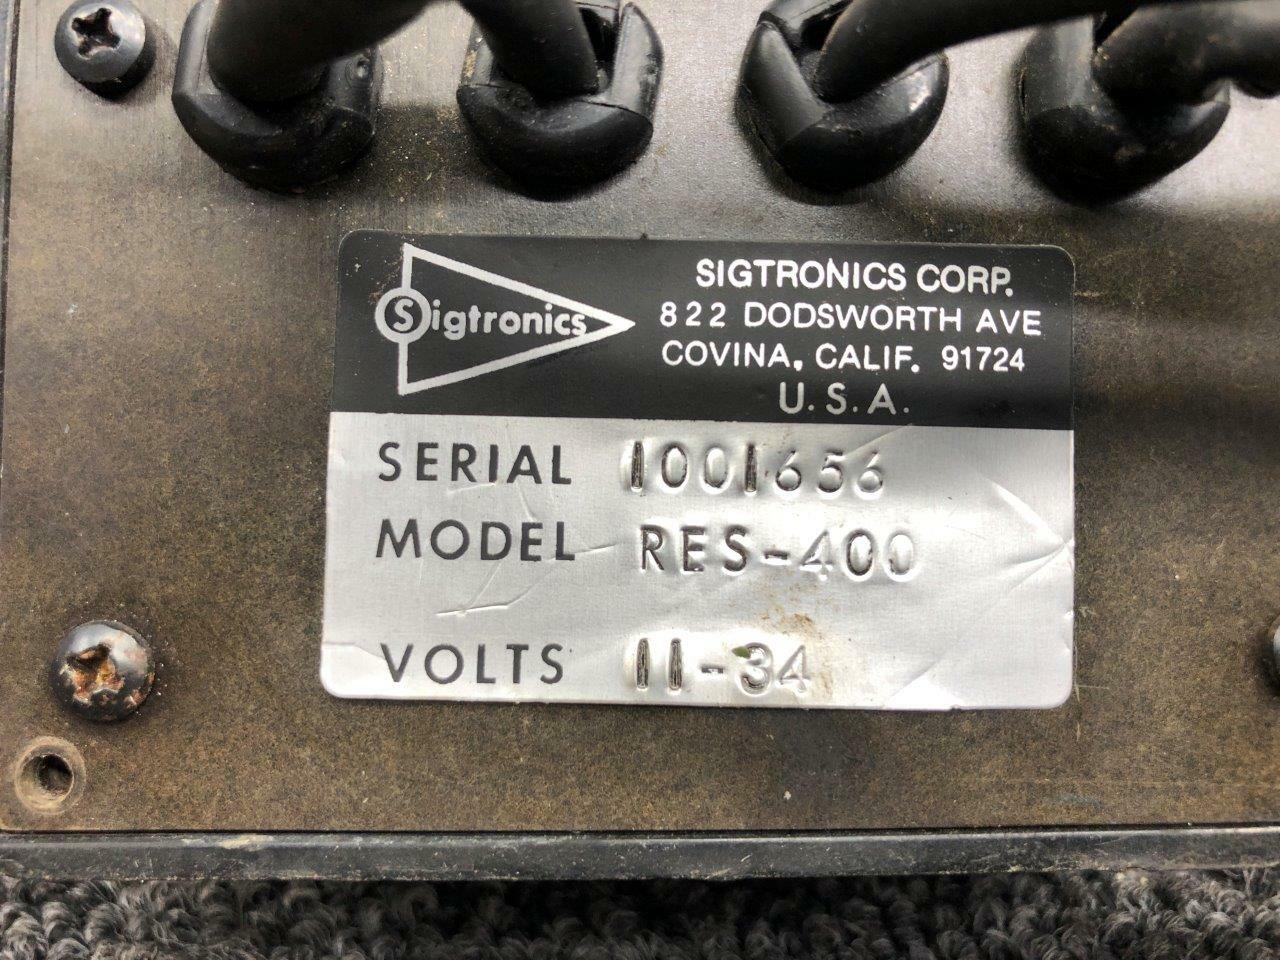 Sigtronics
SIGTRONICS CORP.
822 DODSWORTH AVE
COVINA, CALIF. 91724
U.S.A.
SERIAL 1001656
MODEL RES-400
VOLTS 11-34